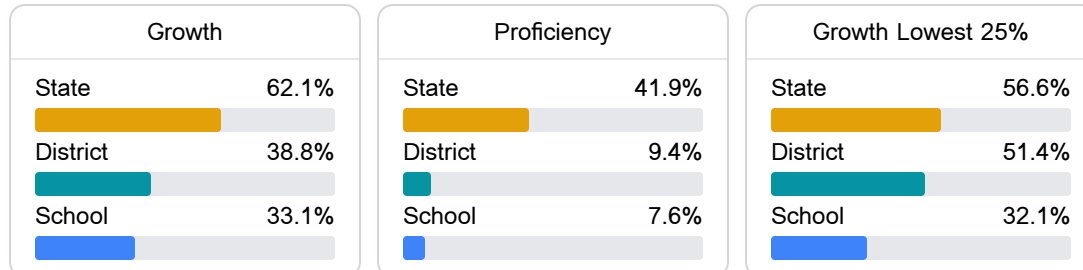 Growth
State 62.1%
District 38.8%
School 33.1%
Proficiency
State 41.9%
District 9.4%
School 7.6%
Growth Lowest 25%
State 56.6%
District 51.4%
School 32.1%